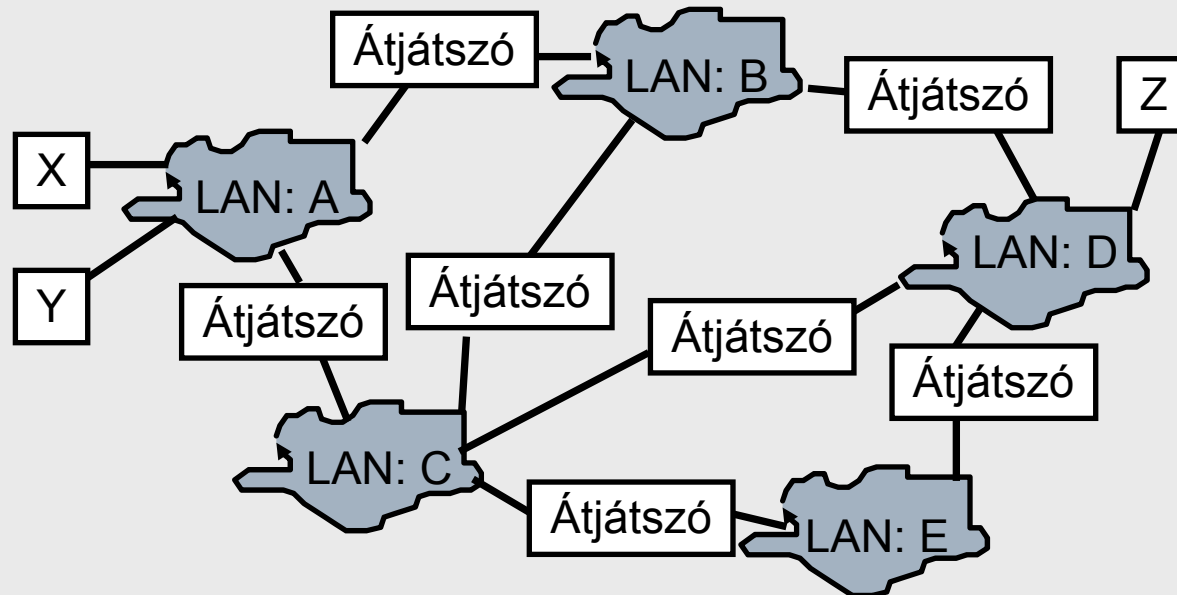 Átjátszó
LAN: B
Átjátszó
Z
X
LAN: A
Y
Átjátszó
Átjátszó
LAN: D
Átjátszó
Átjátszó
LAN: C
Átjátszó
LAN: E